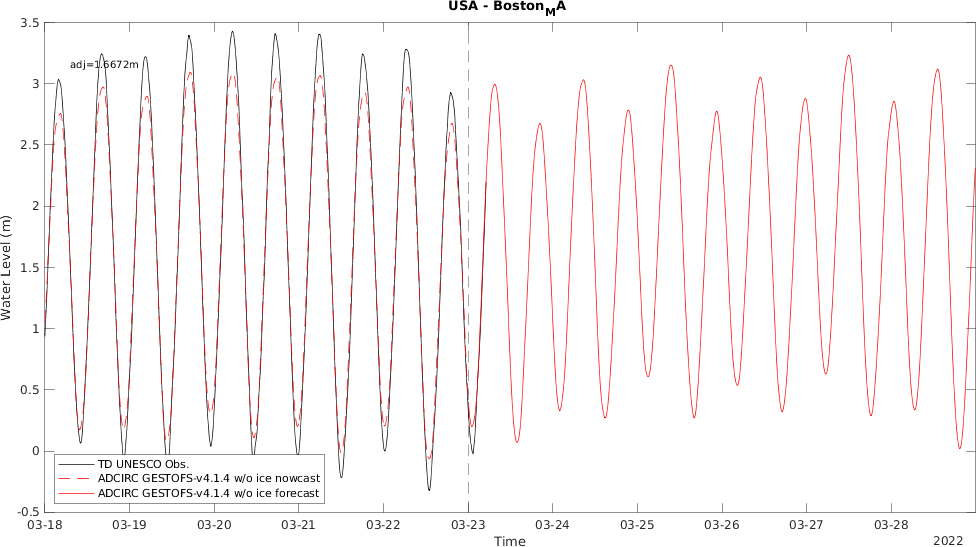 USA - Boston_MA
3.5
adj=1.6672m
3
2.5
2
1.5
1
0.5
0
-0.5
Water Level (m)
TD UNESCO Obs.
ADCIRC GESTOFS-v4.1.4 w/o ice nowcast
ADCIRC GESTOFS-v4.1.4 w/o ice forecast
03-18 03-19 03-20 03-21 03-22 03-23 03-24 03-25 03-26 03-27 03-28
Time
2022